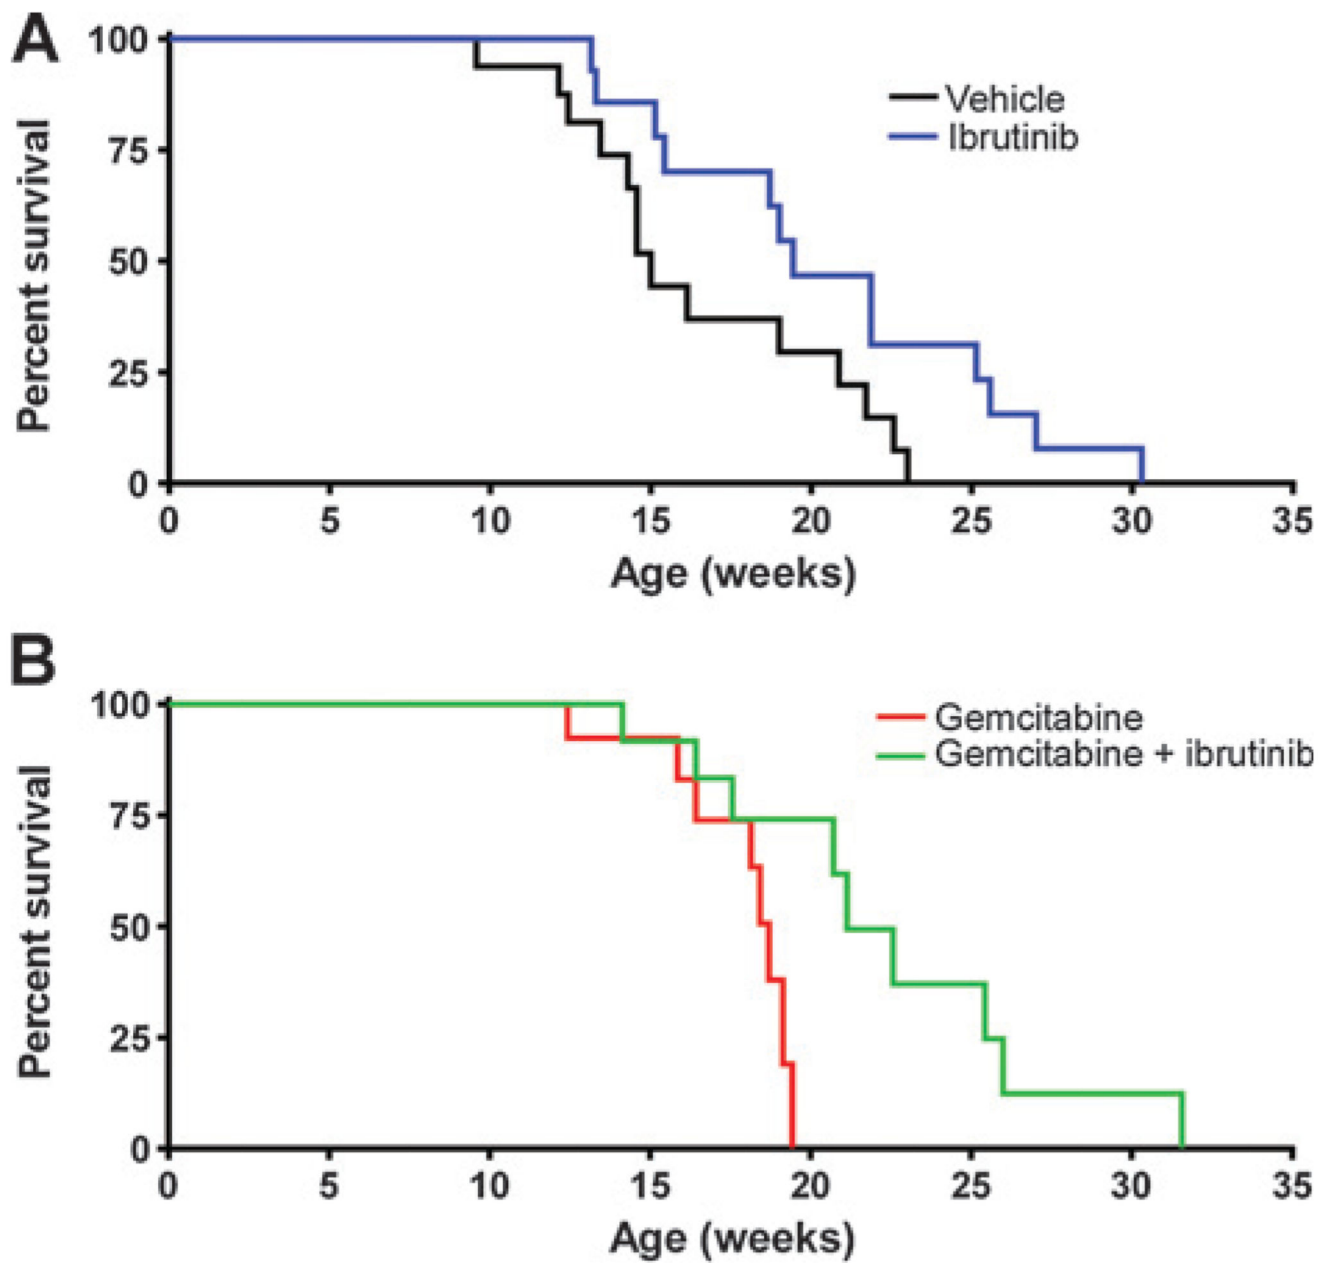 A
100
75
50
25
0
Percent survival
Vehicle
Ibrutinib
0 5 10 15 20 25 30 35
Age (weeks)
B
100
75
50
25
0
Percent survival
Gemcitabine
Gemcitabine + ibrutinib
0 5 10 15 20 25 30 35
Age (weeks)